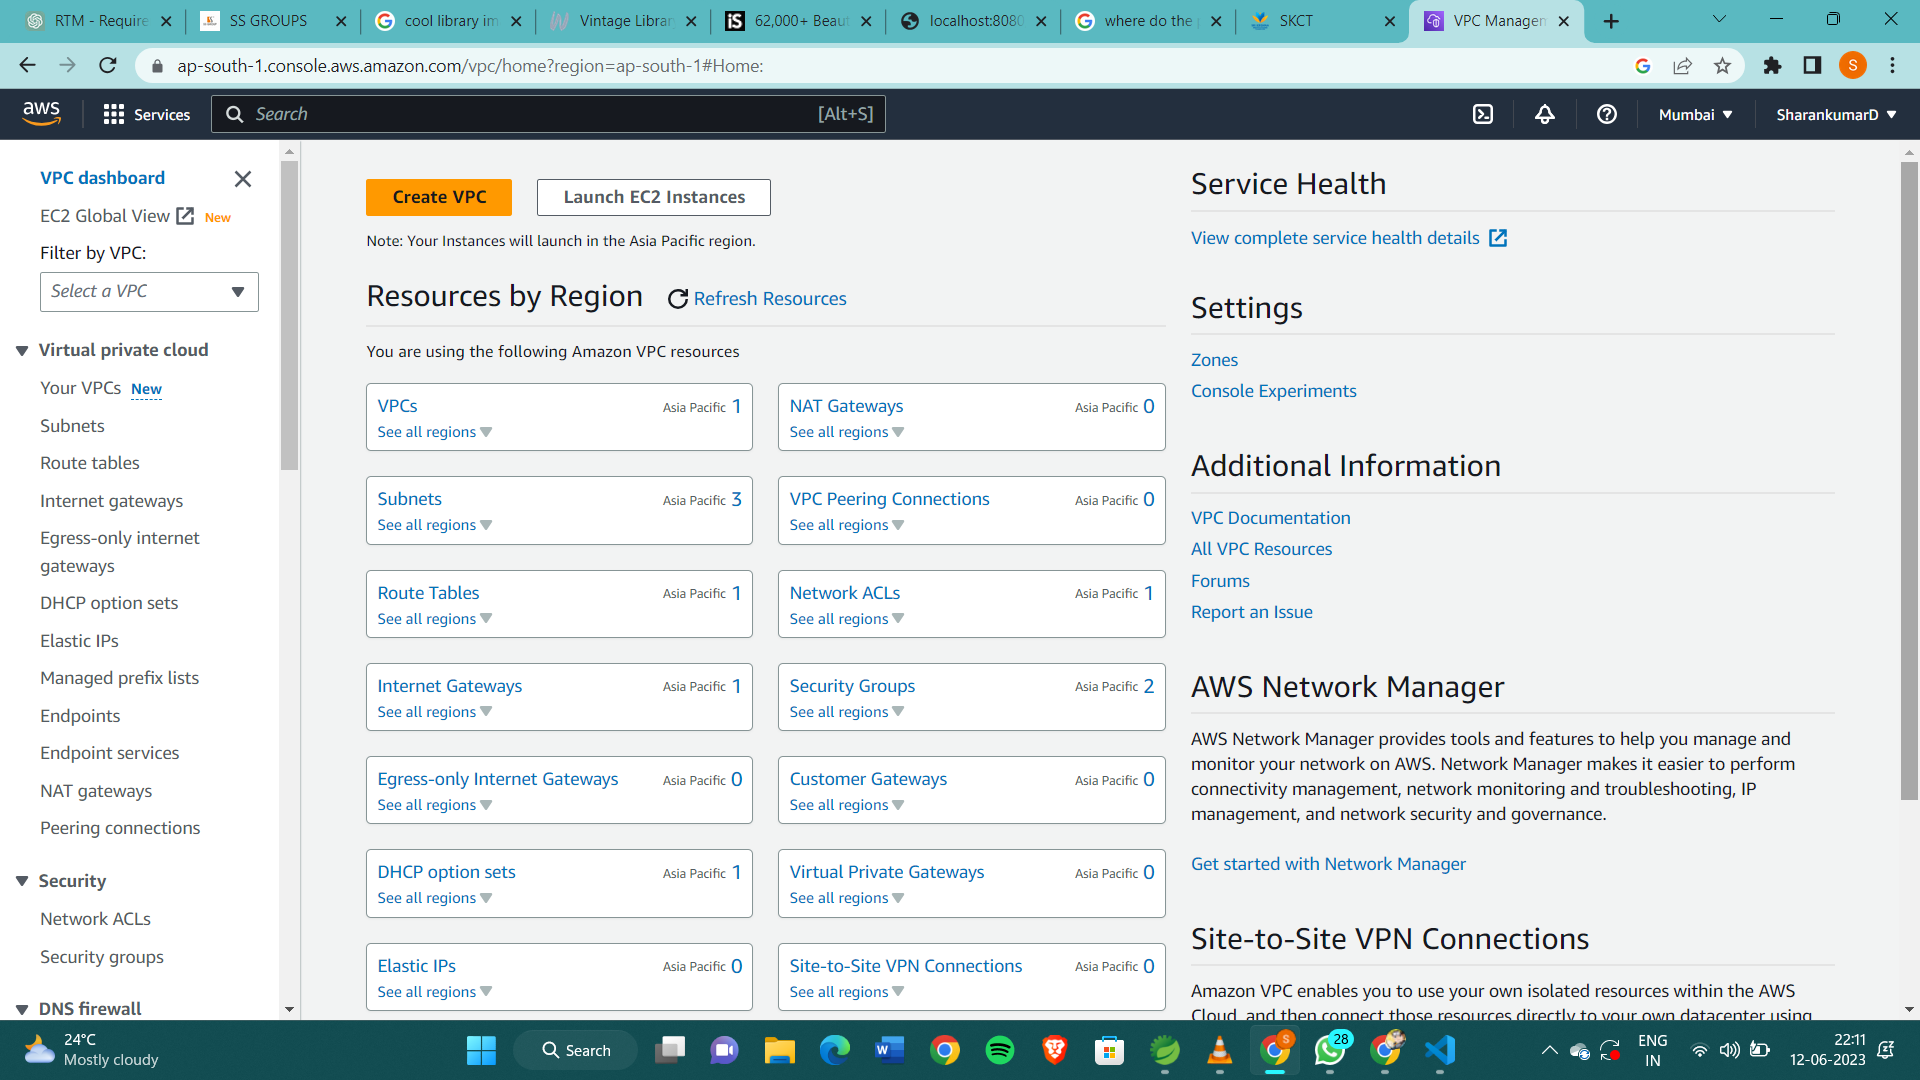 RTM - Require
SS GROUPS
cool library im
Vintage Librar
62,000+ Beaut
localhost:8080
where do the
SKCT
VPC Managem
ap-south-1.console.aws.amazon.com/vpc/home?region=ap-south-1#Home:
S
aws
Services
Search
[Alt+S]
Mumbai
SharankumarD
VPC dashboard
EC2 Global View New
Filter by VPC:
Select a VPC
Virtual private cloud
Your VPCs New
Subnets
Route tables
Internet gateways
Egress-only internet
gateways
DHCP option sets
Elastic IPs
Managed prefix lists
Endpoints
Endpoint services
NAT gateways
Peering connections
Security
Network ACLs
Security groups
DNS firewall
Create VPC
Launch EC2 Instances
Note: Your Instances will launch in the Asia Pacific region.
Resources by Region
Refresh Resources
You are using the following Amazon VPC resources
VPCs Asia Pacific 1
See all regions
NAT Gateways Asia Pacific 0
See all regions
Subnets Asia Pacific 3
See all regions
VPC Peering Connections Asia Pacific 0
See all regions
Route Tables Asia Pacific 1
See all regions
Network ACLs Asia Pacific 1
See all regions
Internet Gateways Asia Pacific 1
See all regions
Security Groups Asia Pacific 2
See all regions
Egress-only Internet Gateways Asia Pacific 0
See all regions
Customer Gateways Asia Pacific 0
See all regions
DHCP option sets Asia Pacific 1
See all regions
Virtual Private Gateways Asia Pacific 0
See all regions
Elastic IPs Asia Pacific 0
See all regions
Site-to-Site VPN Connections Asia Pacific 0
See all regions
Service Health
View complete service health details
Settings
Zones
Console Experiments
Additional Information
VPC Documentation
All VPC Resources
Forums
Report an Issue
AWS Network Manager
AWS Network Manager provides tools and features to help you manage and
monitor your network on AWS. Network Manager makes it easier to perform
connectivity management, network monitoring and troubleshooting, IP
management, and network security and governance.
Get started with Network Manager
Site-to-Site VPN Connections
Amazon VPC enables you to use your own isolated resources within the AWS
Cloud, and then connect those resources directly to your own datacenter using
24°C
Mostly cloudy
Search
28
ENG
IN
22:11
12-06-2023